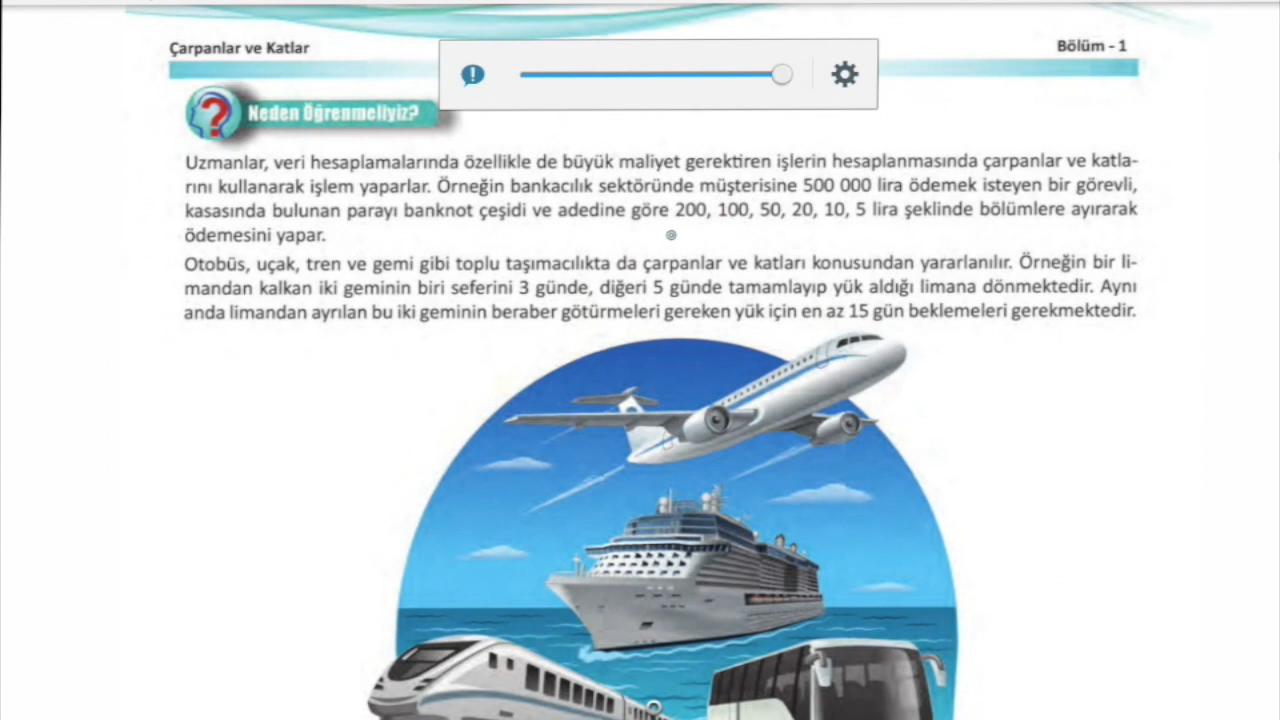 Çarpanlar ve Katlar
Bölüm - 1
Neden Öğrenmeliyiz?
Uzmanlar, veri hesaplamalarında özellikle de büyük maliyet gerektiren işlerin hesaplanmasında çarpanlar ve katla-
rını kullanarak işlem yaparlar. Örneğin bankacılık sektöründe müşterisine 500 000 lira ödemek isteyen bir görevli,
kasasında bulunan parayı banknot çeşidi ve adedine göre 200, 100, 50, 20, 10, 5 lira şeklinde bölümlere ayırarak
ödemesini yapar.
Otobüs, uçak, tren ve gemi gibi toplu taşımacılıkta da çarpanlar ve katları konusundan yararlanılır. Örneğin bir li-
mandan kalkan iki geminin biri seferini 3 günde, diğeri 5 günde tamamlayıp yük aldığı limana dönmektedir. Aynı
anda limandan ayrılan bu iki geminin beraber götürmeleri gereken yük için en az 15 gün beklemeleri gerekmektedir.